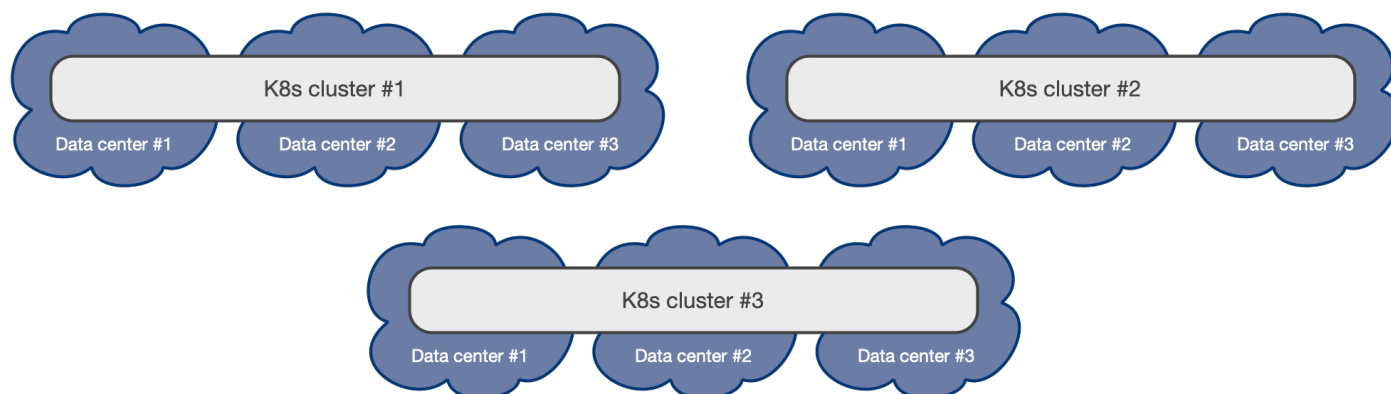 K8s cluster #1
Data center #1
Data center #2
Data center #3
K8s cluster #2
Data center #1
Data center #2
Data center #3
K8s cluster #3
Data center #1
Data center #2
Data center #3